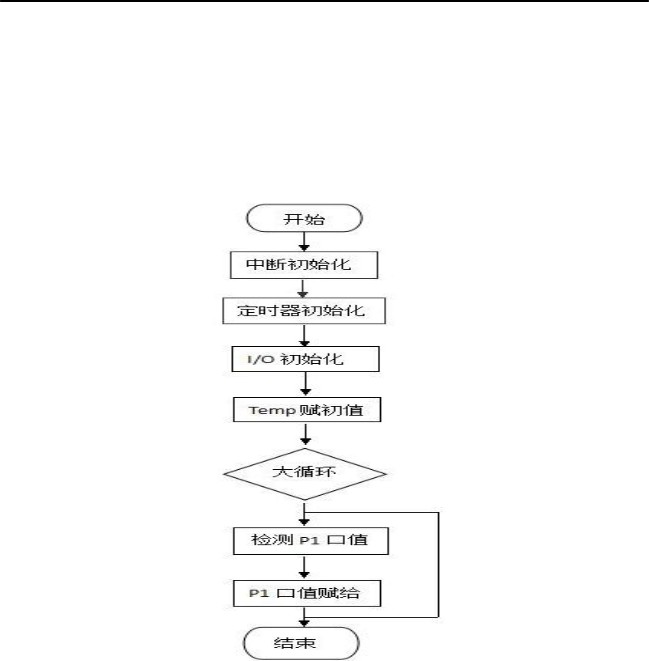 开始
中断初始化
定时器初始化
I/O 初始化
Temp 赋初值
大循环
检测 P1 口值
P1 口值赋给
结束